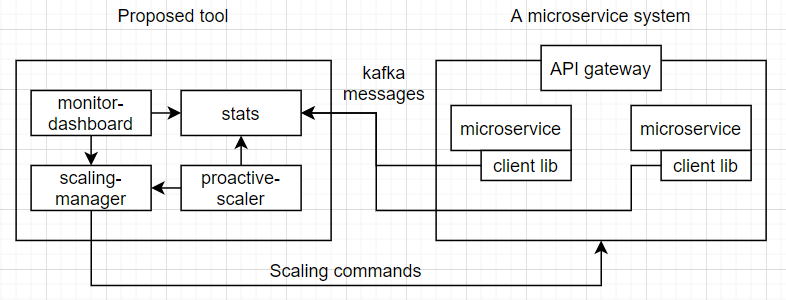 Proposed tool
A microservice system
kafka
messages
API gateway
monitor-
dashboard
stats
microservice
microservice
client lib
client lib
scaling-
manager
proactive-
scaler
Scaling commands